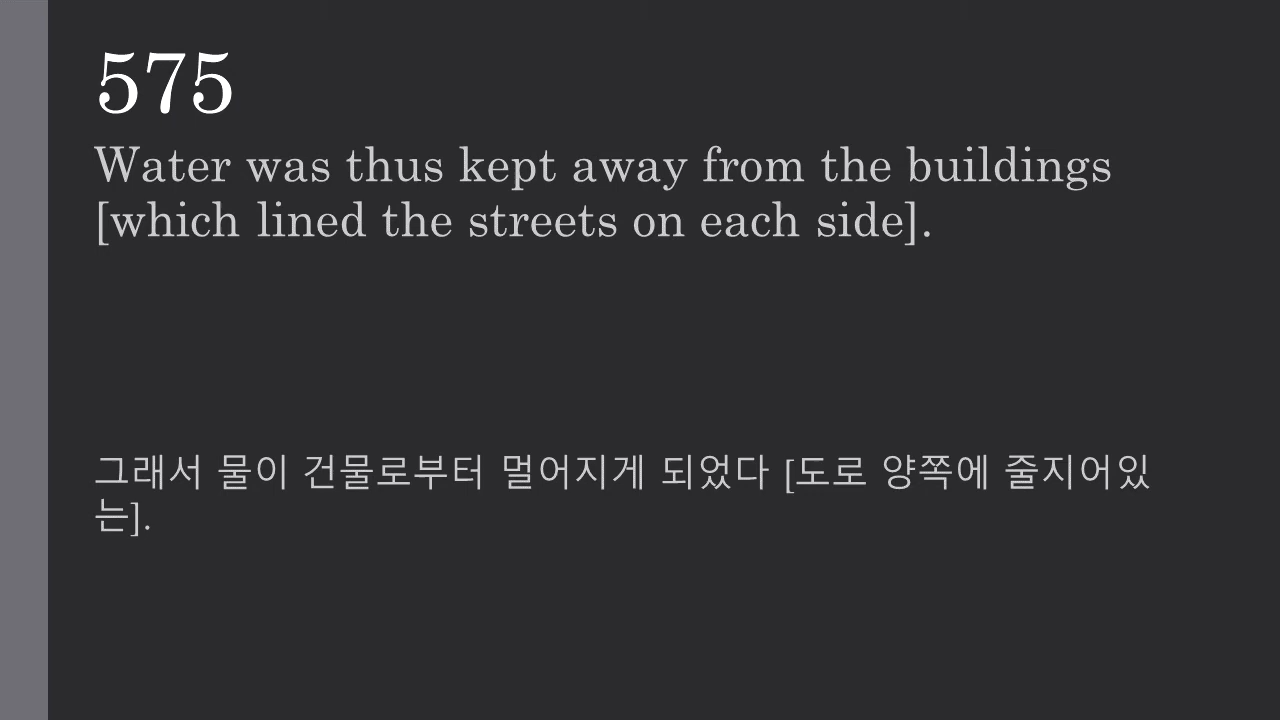 575
Water was thus kept away from the buildings
[which lined the streets on each side].
그래서 물이 건물로부터 멀어지게 되었다 [도로 양쪽에 줄지어있
는].